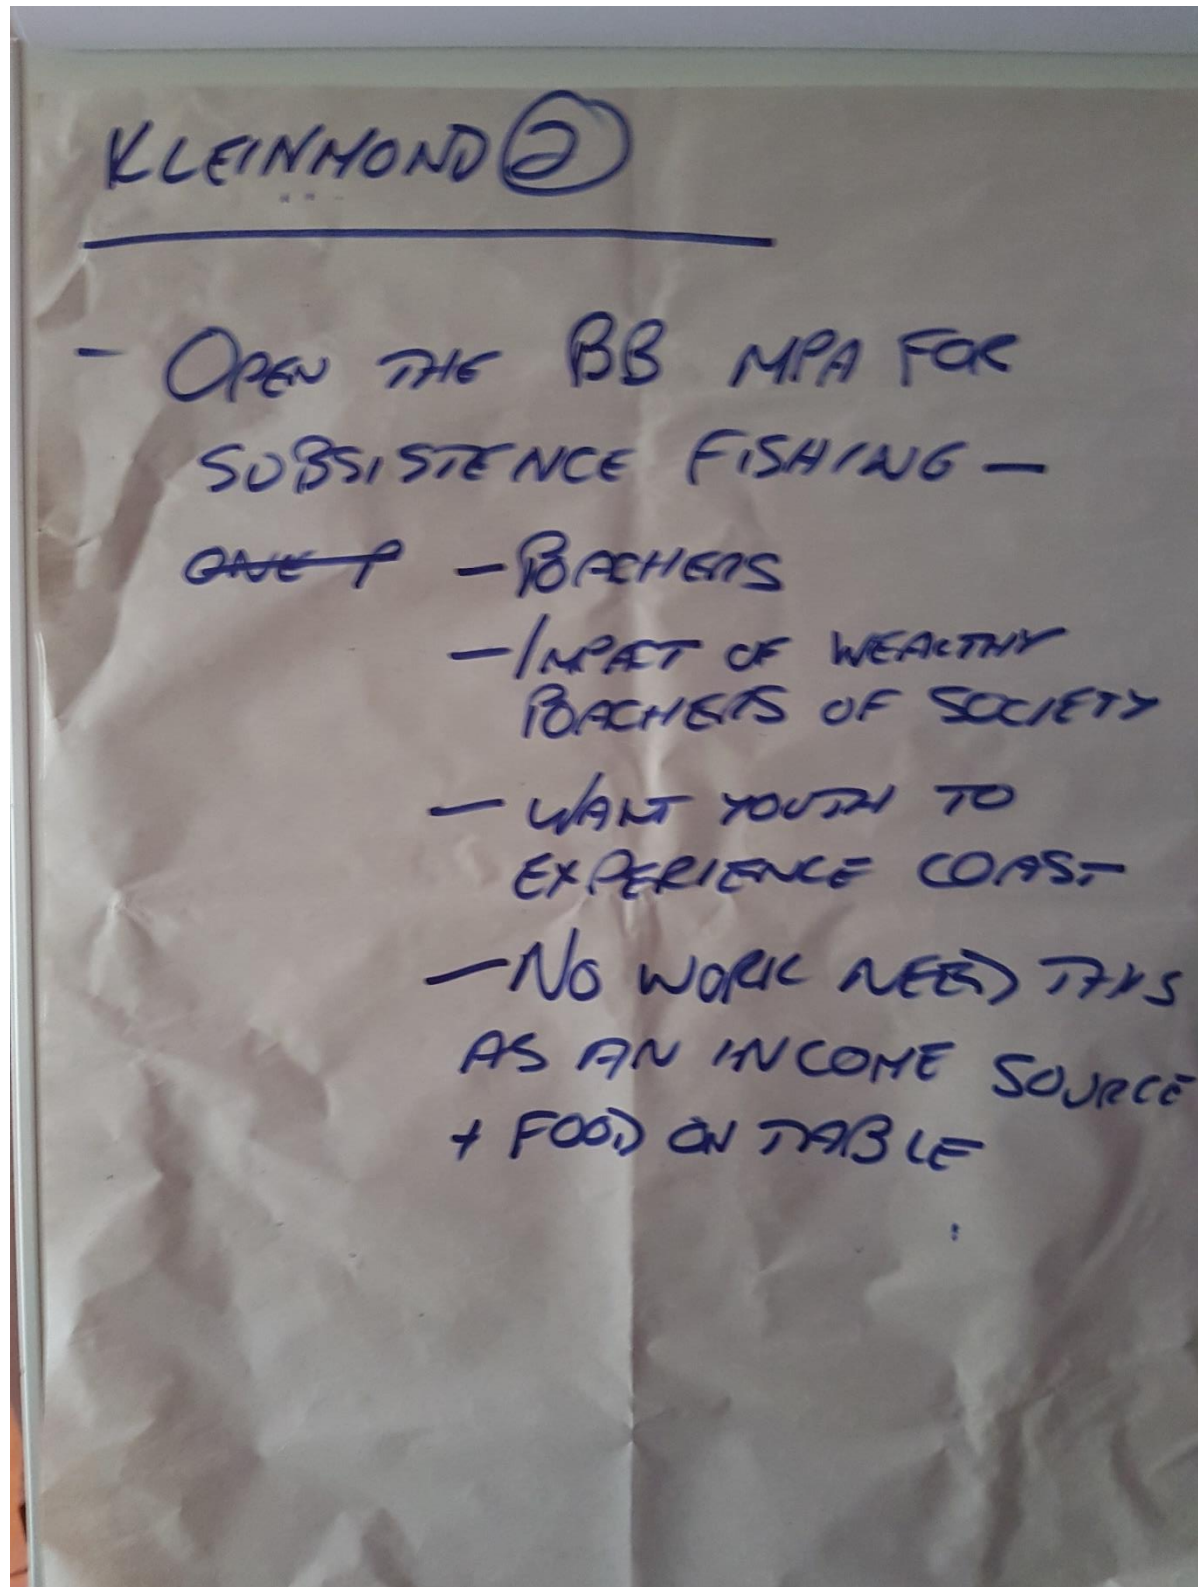 KLEINMOND 2
- OPEN THE BB MPA FOR
SUBSISTENCE FISHING -
ONE P - POACHERS
- IMPACT OF WEALTHY
POACHERS OF SOCIETY
- WANT YOUTH TO
EXPERIENCE COAST
- NO WORK NEED THIS
AS AN INCOME SOURCE
+ FOOD ON TABLE